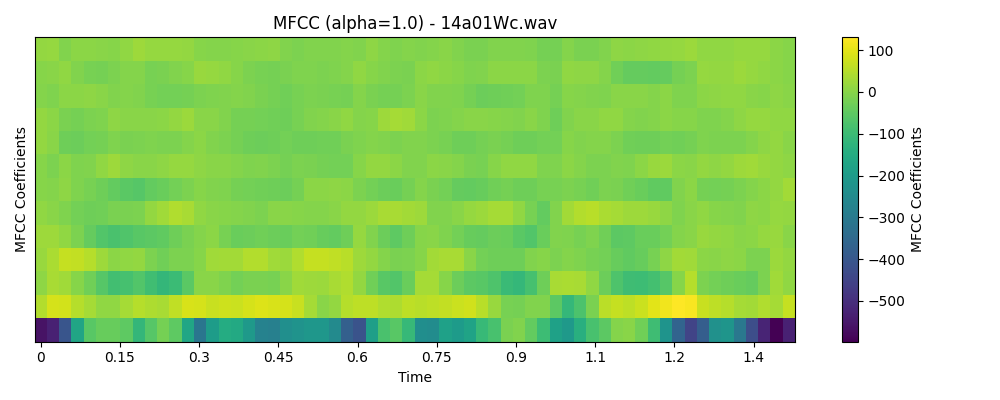 MFCC (alpha=1.0) - 14a01Wc.wav
MFCC Coefficients
0 0.15 0.3 0.45 0.6 0.75 0.9 1.1 1.2 1.4
Time
100
0
−100
−200
−300
−400
−500
MFCC Coefficients